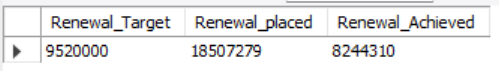 Renewal_Target Renewal_placed Renewal_Achieved
9520000 18507279 8244310